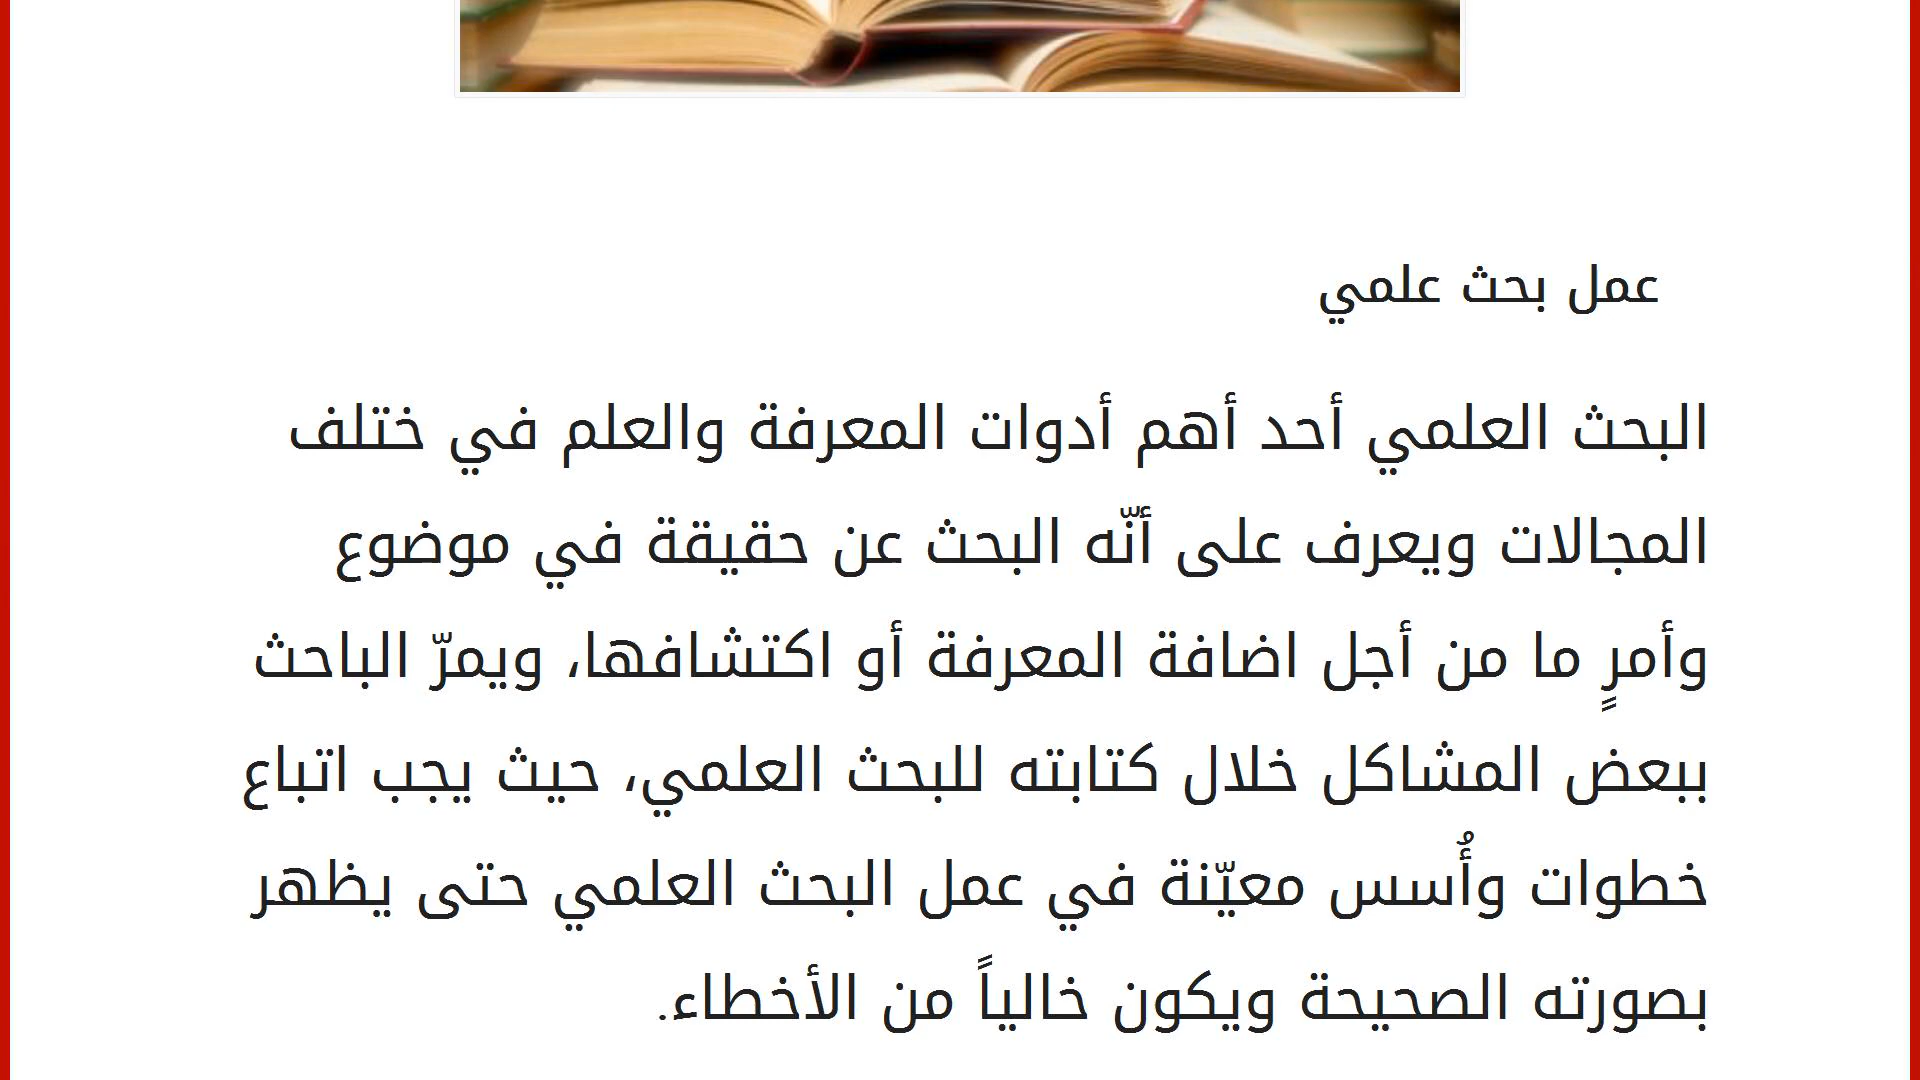 عمل بحث علمي
البحث العلمي أحد أهم أدوات المعرفة والعلم في ختلف
المجالات ويعرف على أنّه البحث عن حقيقة في موضوع
وأمرٍ ما من أجل اضافة المعرفة أو اكتشافها، ويمرّ الباحث
ببعض المشاكل خلال كتابته للبحث العلمي، حيث يجب اتباع
خطوات وأُسس معيّنة في عمل البحث العلمي حتى يظهر
بصورته الصحيحة ويكون خالياً من الأخطاء.